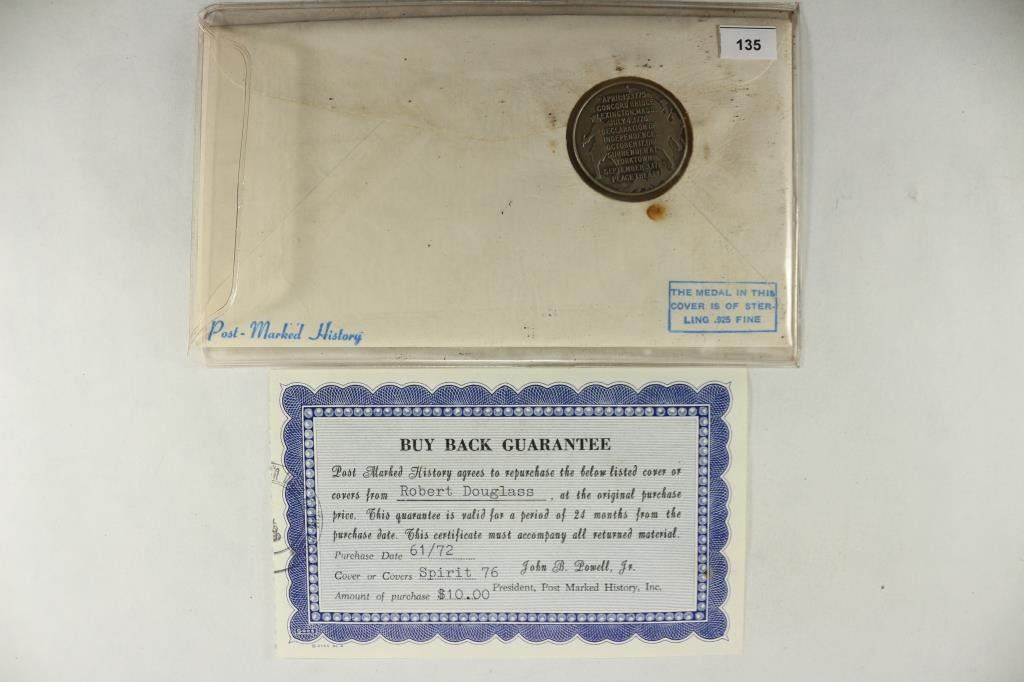 135
APRIL 19, 1775
CONCORD BRIDGE
LEXINGTON, MASS.
JULY 4, 1776
DECLARATION OF
INDEPENDENCE
OCTOBER 17, 1781
SURRENDER AT
YORKTOWN
SEPTEMBER 3,
PEACE TREATY
THE MEDAL IN THIS
COVER IS OF STER-
LING .925 FINE
Post-Marked History
BUY BACK GUARANTEE
Post Marked History agrees to repurchase the below listed cover or
covers from Robert Douglass, at the original purchase
price. This guarantee is valid for a period of 24 months from the
purchase date. This certificate must accompany all returned material.
Purchase Date 61/72
Cover or Covers Spirit 76 John B. Powell, Jr.
President, Post Marked History, Inc.
Amount of purchase $10.00